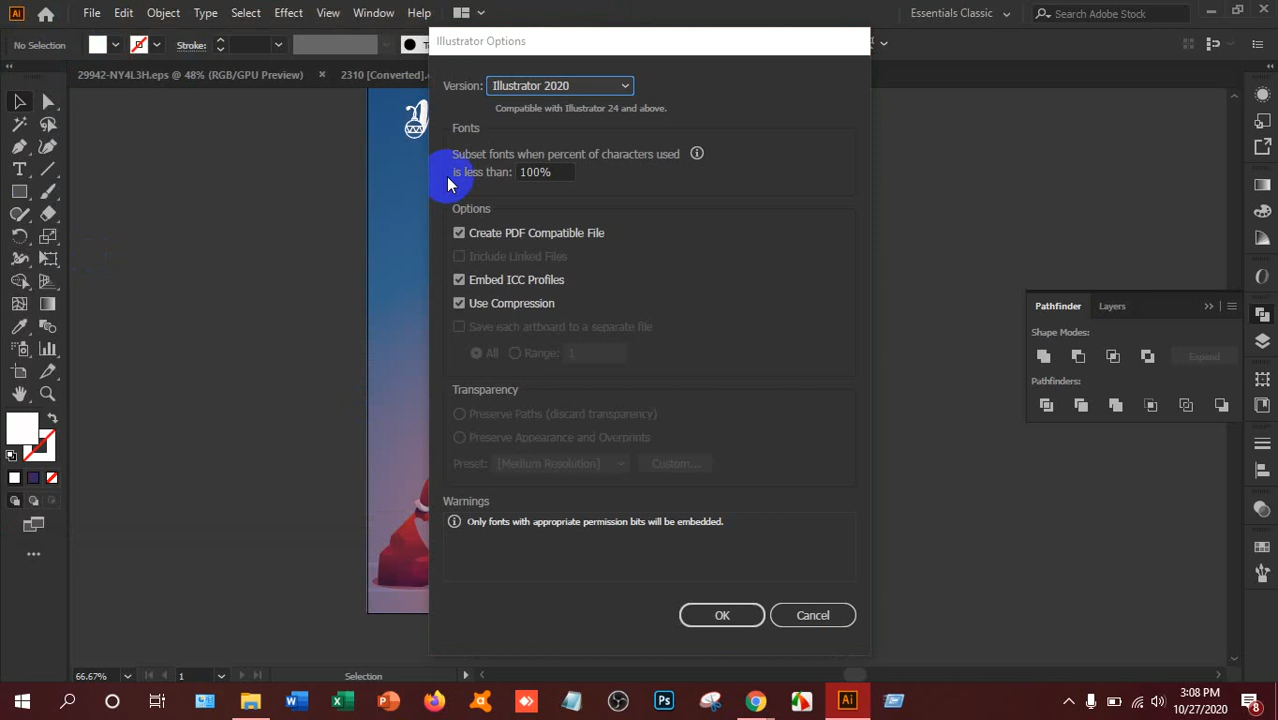 Ai File Edit Object Type Select Effect View Window Help Essentials Classic Search Adobe Stock
Illustrator Options
No Selection Stroke:
29942-NY4L3H.eps @ 48% (RGB/GPU Preview) × 2310 [Converted].
Version: Illustrator 2020
Compatible with Illustrator 24 and above.
Fonts
Subset fonts when percent of characters used
is less than: 100%
Options
Create PDF Compatible File
Include Linked Files
Embed ICC Profiles
Use Compression
Save each artboard to a separate file
All Range: 1
Transparency
Preserve Paths (discard transparency)
Preserve Appearance and Overprints
Preset: [Medium Resolution] Custom...
Warnings
Only fonts with appropriate permission bits will be embedded.
OK Cancel
Pathfinder Layers
Shape Modes:
Expand
Pathfinders:
66.67% 1 Selection
Ps Ai
3:08 PM
10/27/2020
8